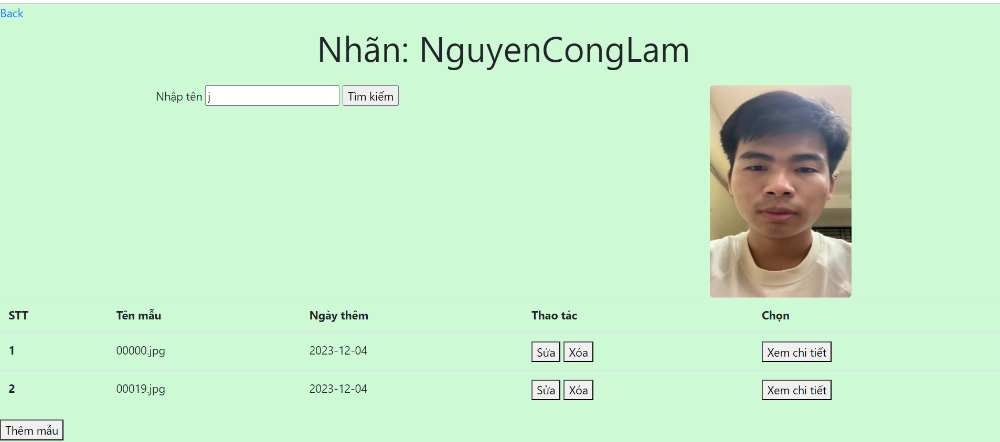 Back
Nhãn: NguyenCongLam
Nhập tên j Tìm kiếm
STT Tên mẫu Ngày thêm Thao tác Chọn
1 00000.jpg 2023-12-04 Sửa Xóa Xem chi tiết
2 00019.jpg 2023-12-04 Sửa Xóa Xem chi tiết
Thêm mẫu